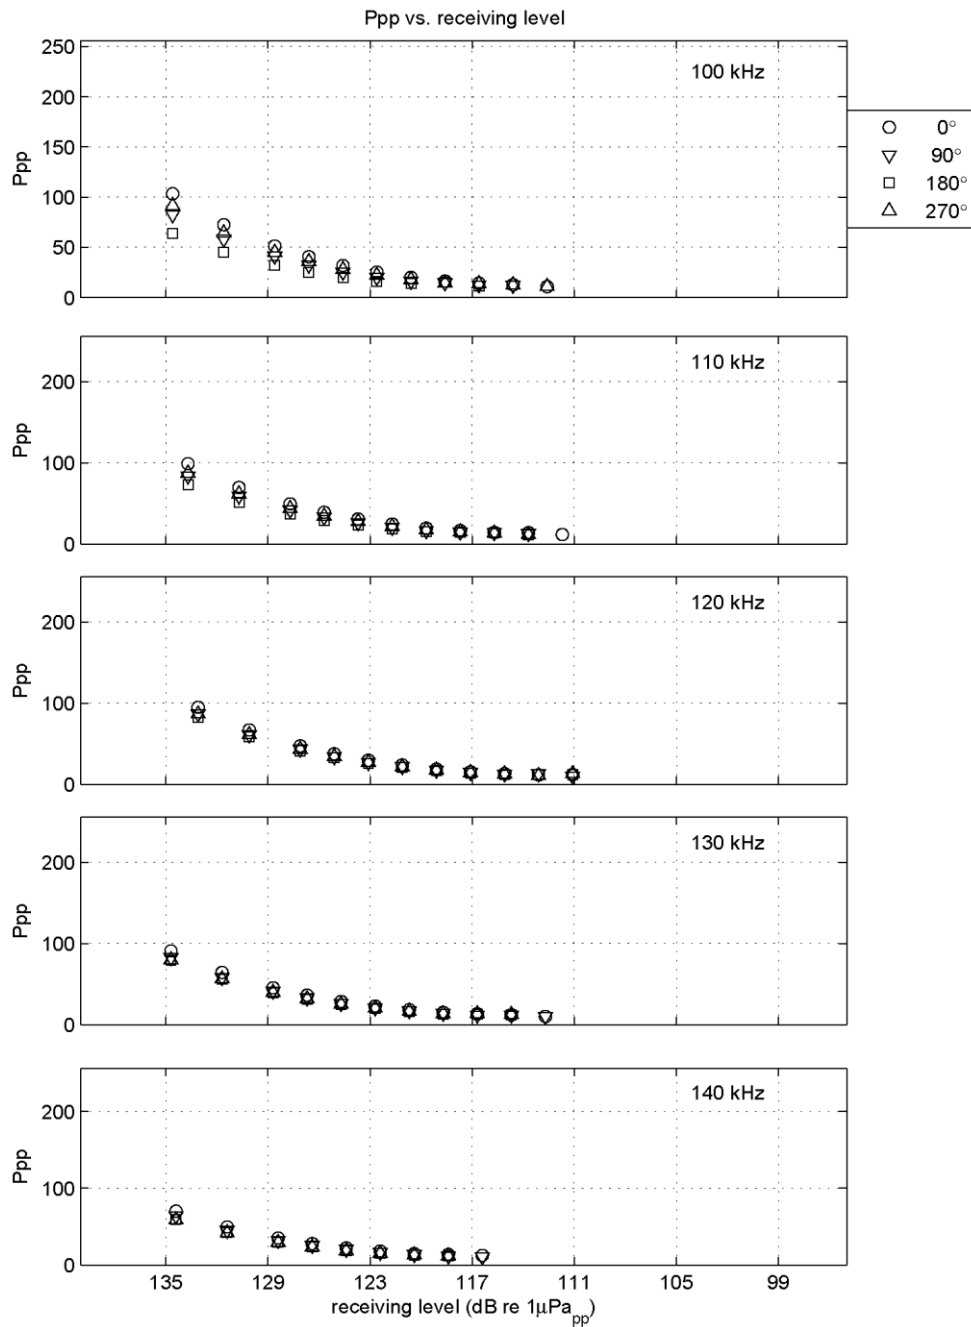 Ppp vs. receiving level
250
200
150
100
50
0
Ppp
100 kHz
0°
90°
180°
270°
200
100
0
Ppp
110 kHz
200
100
0
Ppp
120 kHz
200
100
0
Ppp
130 kHz
200
100
0
Ppp
140 kHz
135 129 123 117 111 105 99
receiving level (dB re 1μPapp)